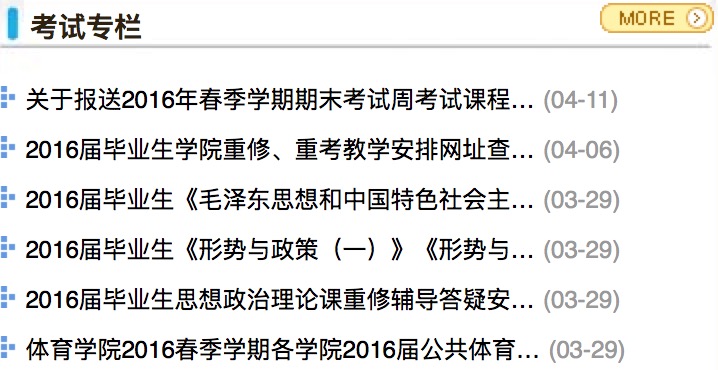 考试专栏
MORE
关于报送2016年春季学期期末考试周考试课程... (04-11)
2016届毕业生学院重修、重考教学安排网址查... (04-06)
2016届毕业生《毛泽东思想和中国特色社会主... (03-29)
2016届毕业生《形势与政策（一）》《形势与... (03-29)
2016届毕业生思想政治理论课重修辅导答疑安... (03-29)
体育学院2016春季学期各学院2016届公共体育... (03-29)